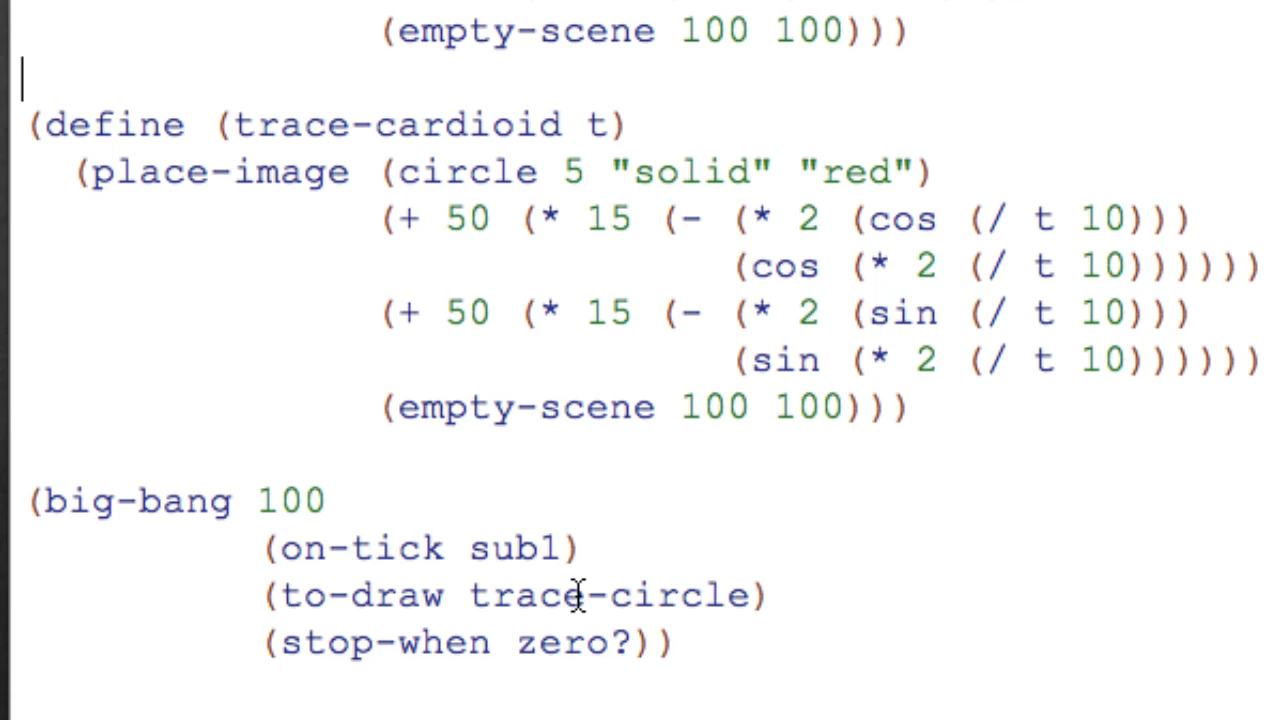 (empty-scene 100 100)))
(define (trace-cardioid t)
(place-image (circle 5 "solid" "red")
(+ 50 (* 15 (- (* 2 (cos (/ t 10)))
(cos (* 2 (/ t 10))))))
(+ 50 (* 15 (- (* 2 (sin (/ t 10)))
(sin (* 2 (/ t 10))))))
(empty-scene 100 100)))
(big-bang 100
(on-tick sub1)
(to-draw trace-circle)
(stop-when zero?))